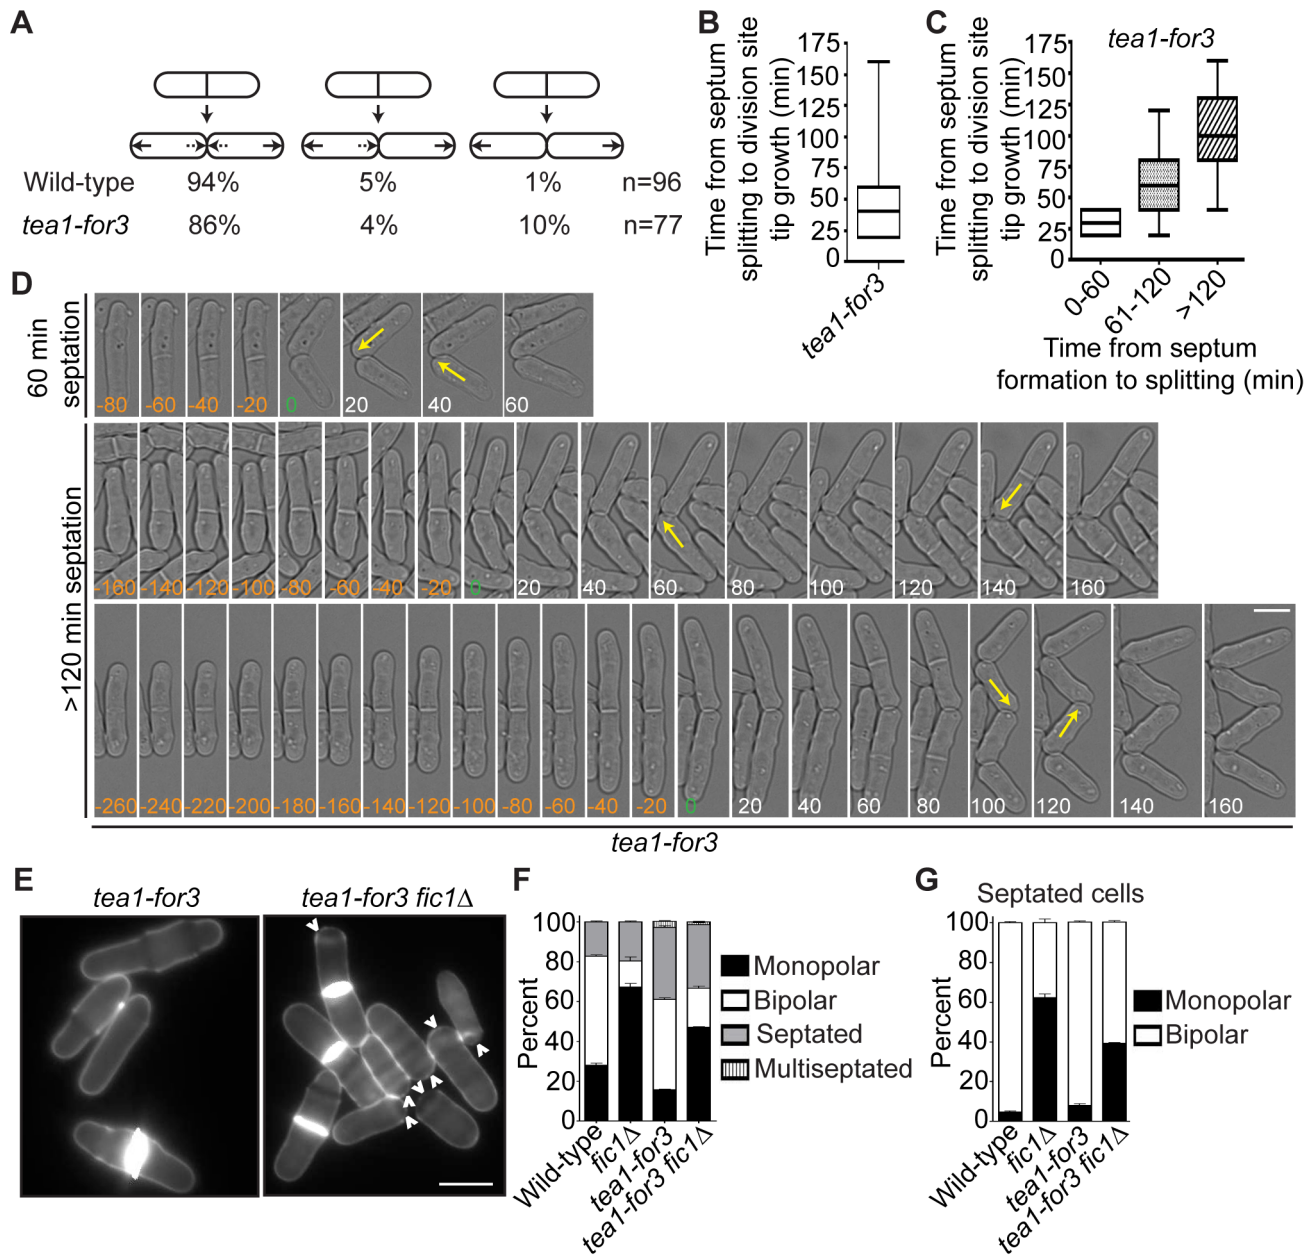 A
Wild-type 94% 5% 1% n=96
tea1-for3 86% 4% 10% n=77
B
Time from septum
splitting to division site
tip growth (min)
175
150
125
100
75
50
25
0
tea1-for3
C
tea1-for3
Time from septum
splitting to division site
tip growth (min)
175
150
125
100
75
50
25
0
0-60
61-120
>120
Time from septum
formation to splitting (min)
D
60 min
septation
-80 -60 -40 -20 0 20 40 60
>120 min septation
-160 -140 -120 -100 -80 -60 -40 -20 0 20 40 60 80 100 120 140 160
-260 -240 -220 -200 -180 -160 -140 -120 -100 -80 -60 -40 -20 0 20 40 60 80 100 120 140 160
tea1-for3
E
tea1-for3
tea1-for3 fic1Δ
F
Percent
100
80
60
40
20
0
Wild-type
fic1Δ
tea1-for3
tea1-for3 fic1Δ
Monopolar
Bipolar
Septated
Multiseptated
G
Septated cells
Percent
100
80
60
40
20
0
Wild-type
fic1Δ
tea1-for3
tea1-for3 fic1Δ
Monopolar
Bipolar